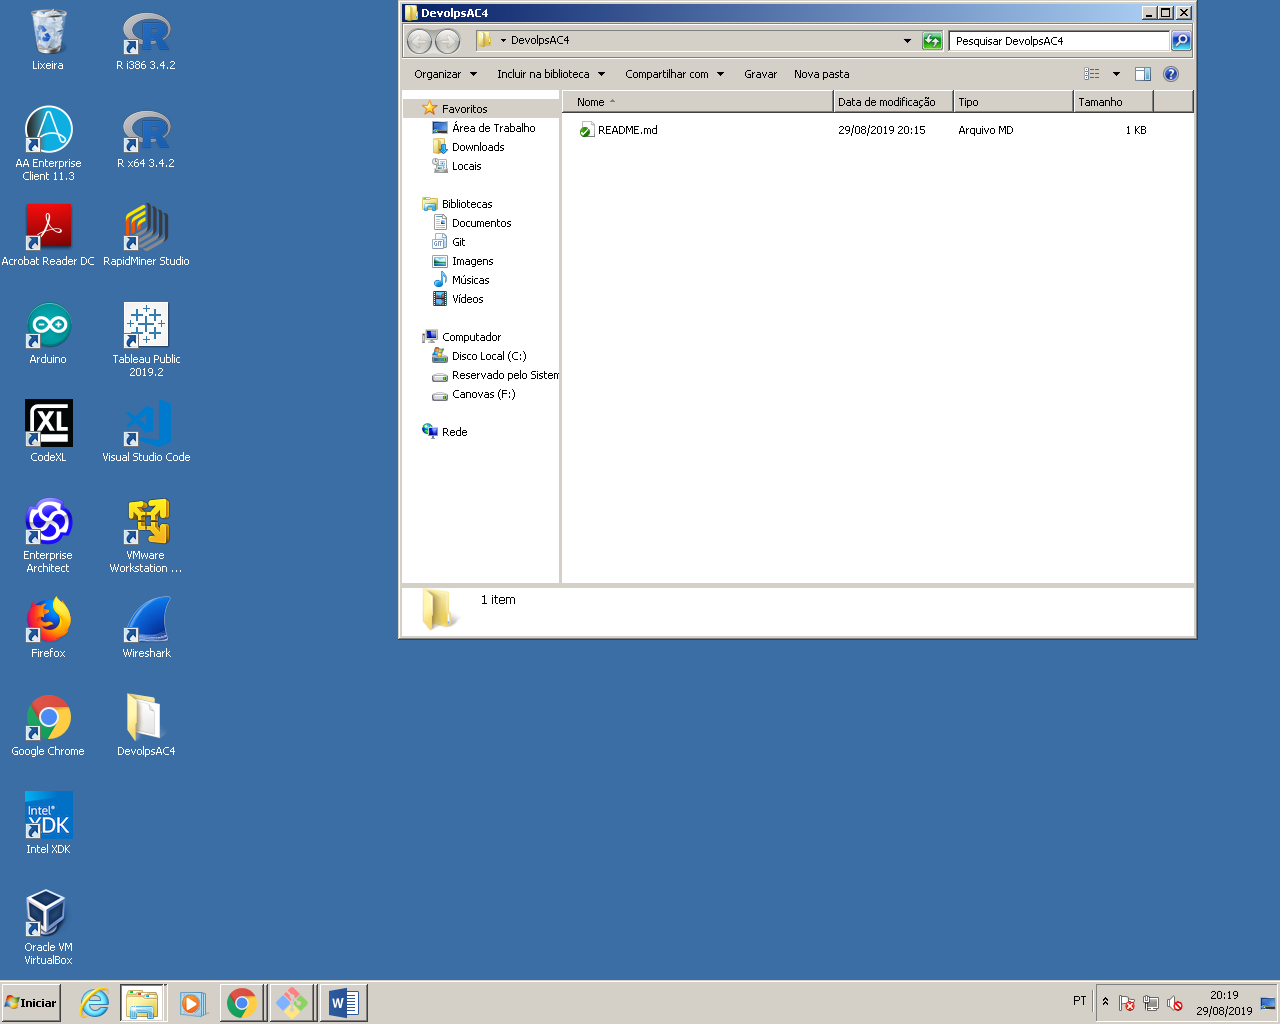 Lixeira
R i386 3.4.2
AA Enterprise
Client 11.3
R x64 3.4.2
Acrobat Reader DC
RapidMiner Studio
Arduino
Tableau Public
2019.2
CodeXL
Visual Studio Code
Enterprise
Architect
VMware
Workstation ...
Firefox
Wireshark
Google Chrome
DevolpsAC4
intel®
XDK
Intel XDK
Oracle VM
VirtualBox
DevolpsAC4
DevolpsAC4
Pesquisar DevolpsAC4
Organizar
Incluir na biblioteca
Compartilhar com
Gravar
Nova pasta
Favoritos
Área de Trabalho
Downloads
Locais
Bibliotecas
Documentos
Git
Imagens
Músicas
Vídeos
Computador
Disco Local (C:)
Reservado pelo Sistem
Canovas (F:)
Rede
Nome
Data de modificação
Tipo
Tamanho
README.md
29/08/2019 20:15
Arquivo MD
1 KB
1 item
Iniciar
PT
20:19
29/08/2019